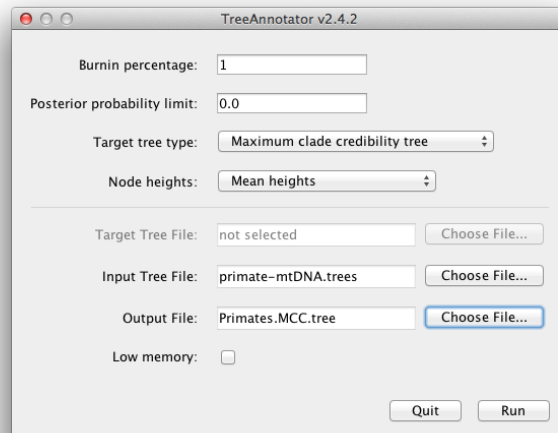 TreeAnnotator v2.4.2
Burnin percentage: 1
Posterior probability limit: 0.0
Target tree type: Maximum clade credibility tree
Node heights: Mean heights
Target Tree File: not selected Choose File...
Input Tree File: primate-mtDNA.trees Choose File...
Output File: Primates.MCC.tree Choose File...
Low memory:
Quit Run